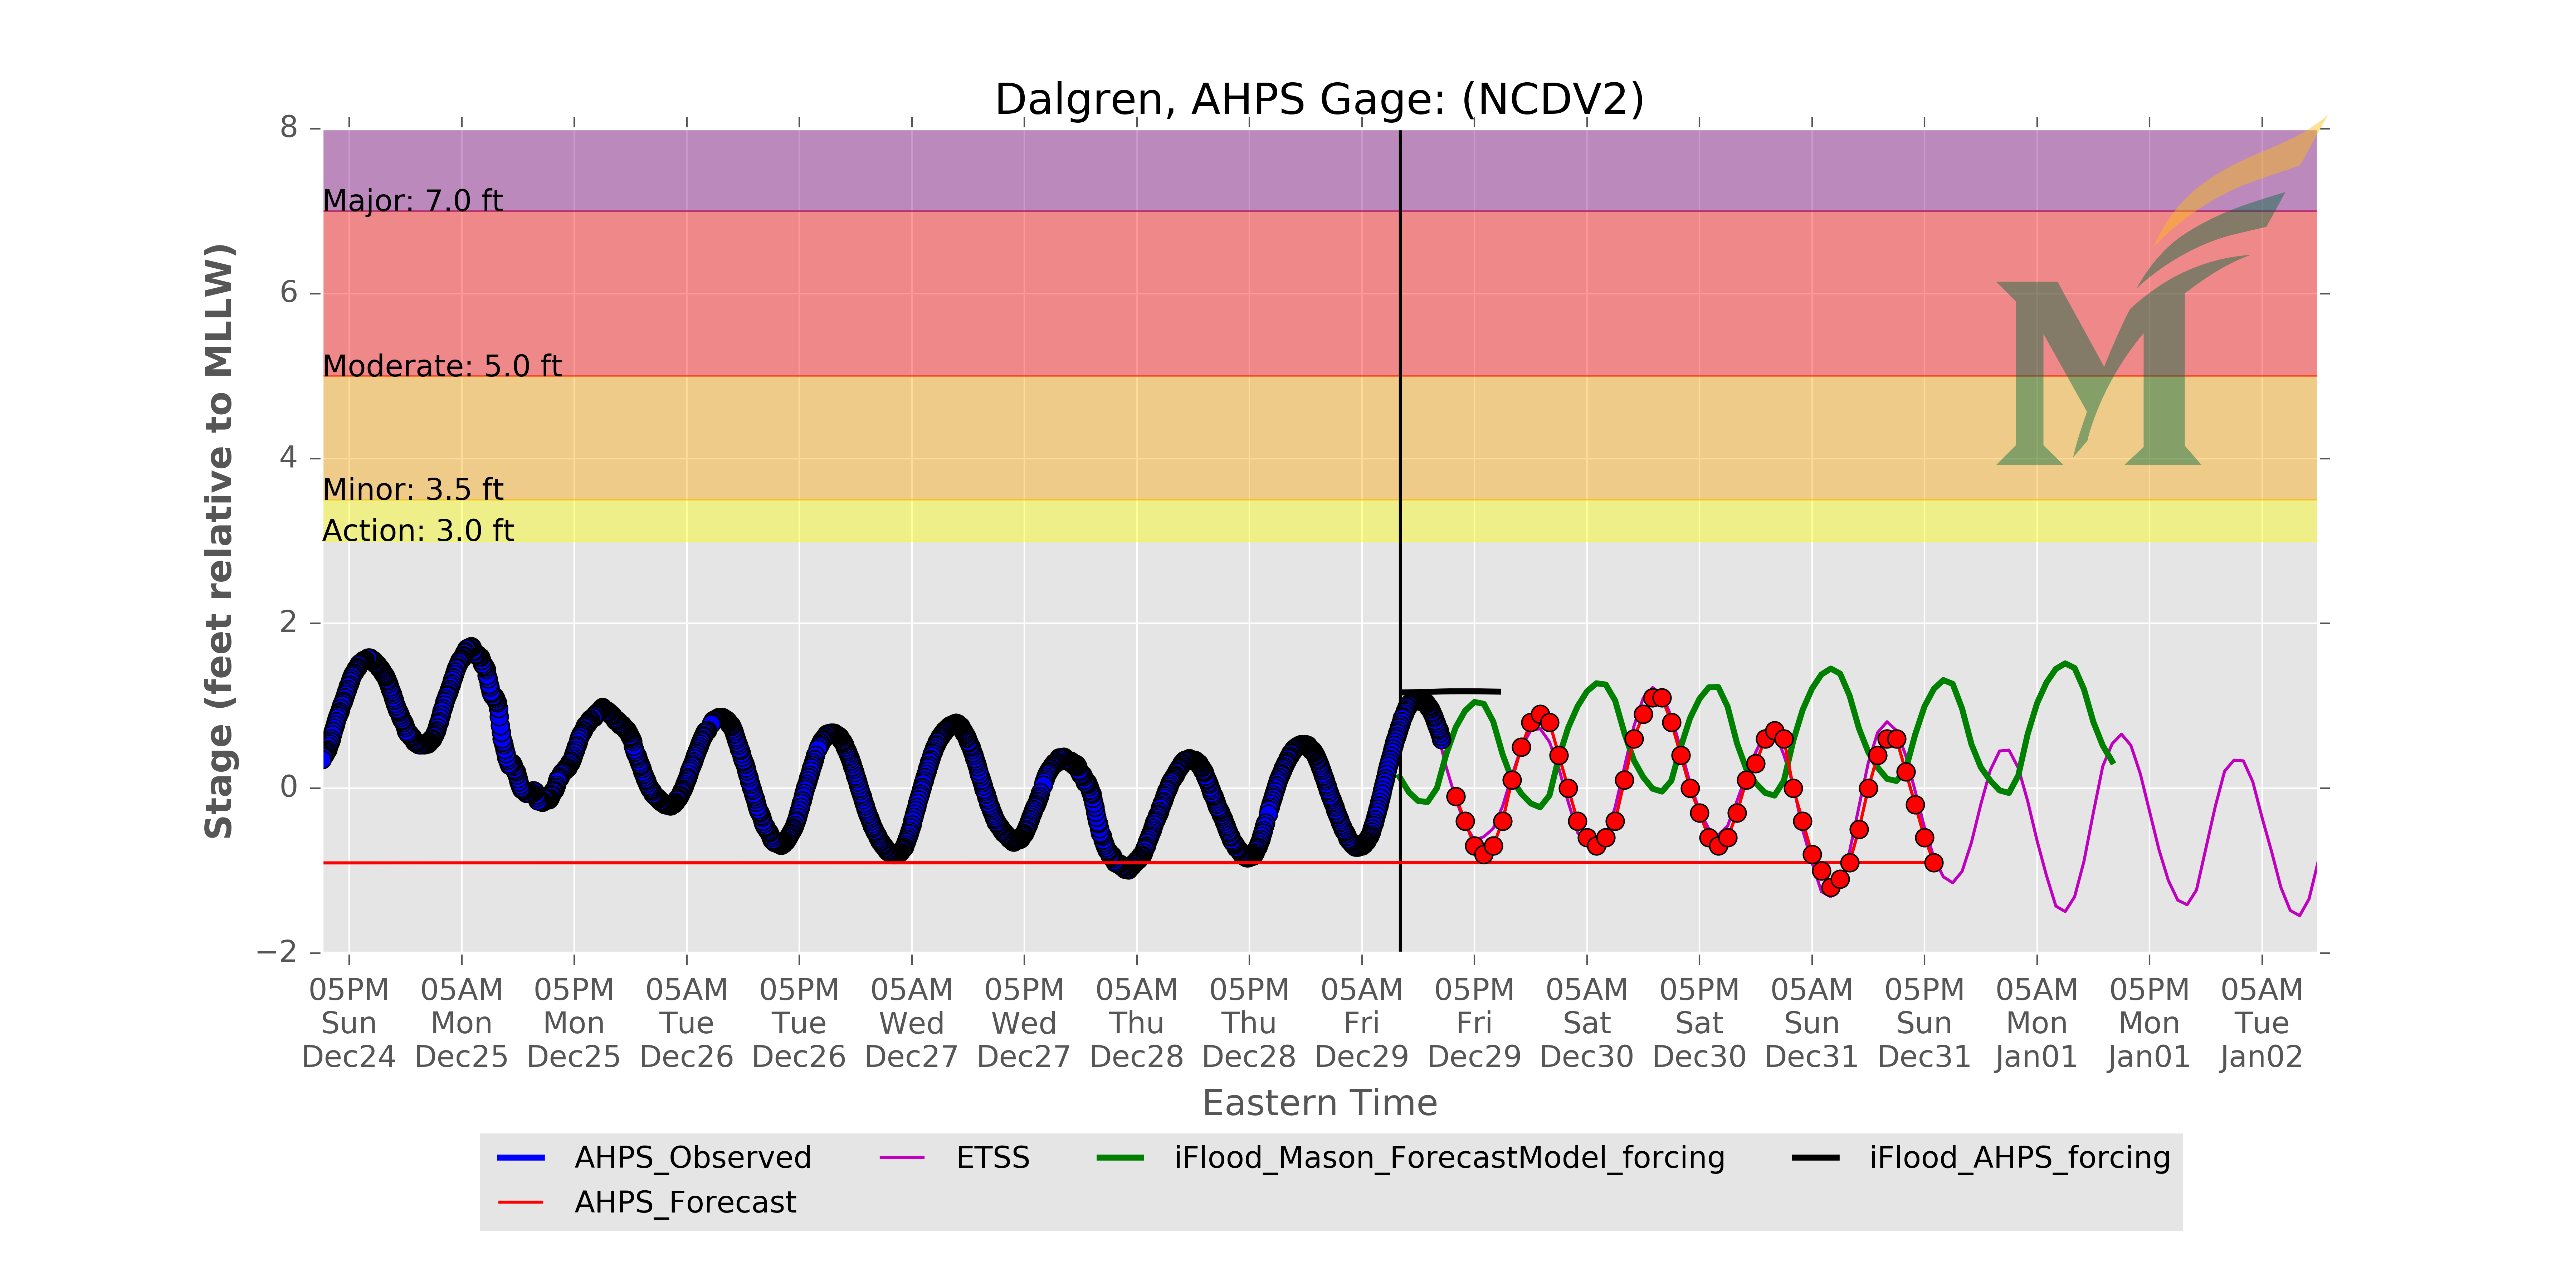 Dalgren, AHPS Gage: (NCDV2)
8
Major: 7.0 ft
6
Moderate: 5.0 ft
4
Minor: 3.5 ft
Action: 3.0 ft
2
0
−2
Stage (feet relative to MLLW)
05PM 05AM 05PM 05AM 05PM 05AM 05PM 05AM 05PM 05AM 05PM 05AM 05PM 05AM 05PM 05AM 05PM 05AM
Sun Mon Mon Tue Tue Wed Wed Thu Thu Fri Fri Sat Sat Sun Sun Mon Mon Tue
Dec24 Dec25 Dec25 Dec26 Dec26 Dec27 Dec27 Dec28 Dec28 Dec29 Dec29 Dec30 Dec30 Dec31 Dec31 Jan01 Jan01 Jan02
Eastern Time
AHPS_Observed ETSS iFlood_Mason_ForecastModel_forcing iFlood_AHPS_forcing
AHPS_Forecast
M